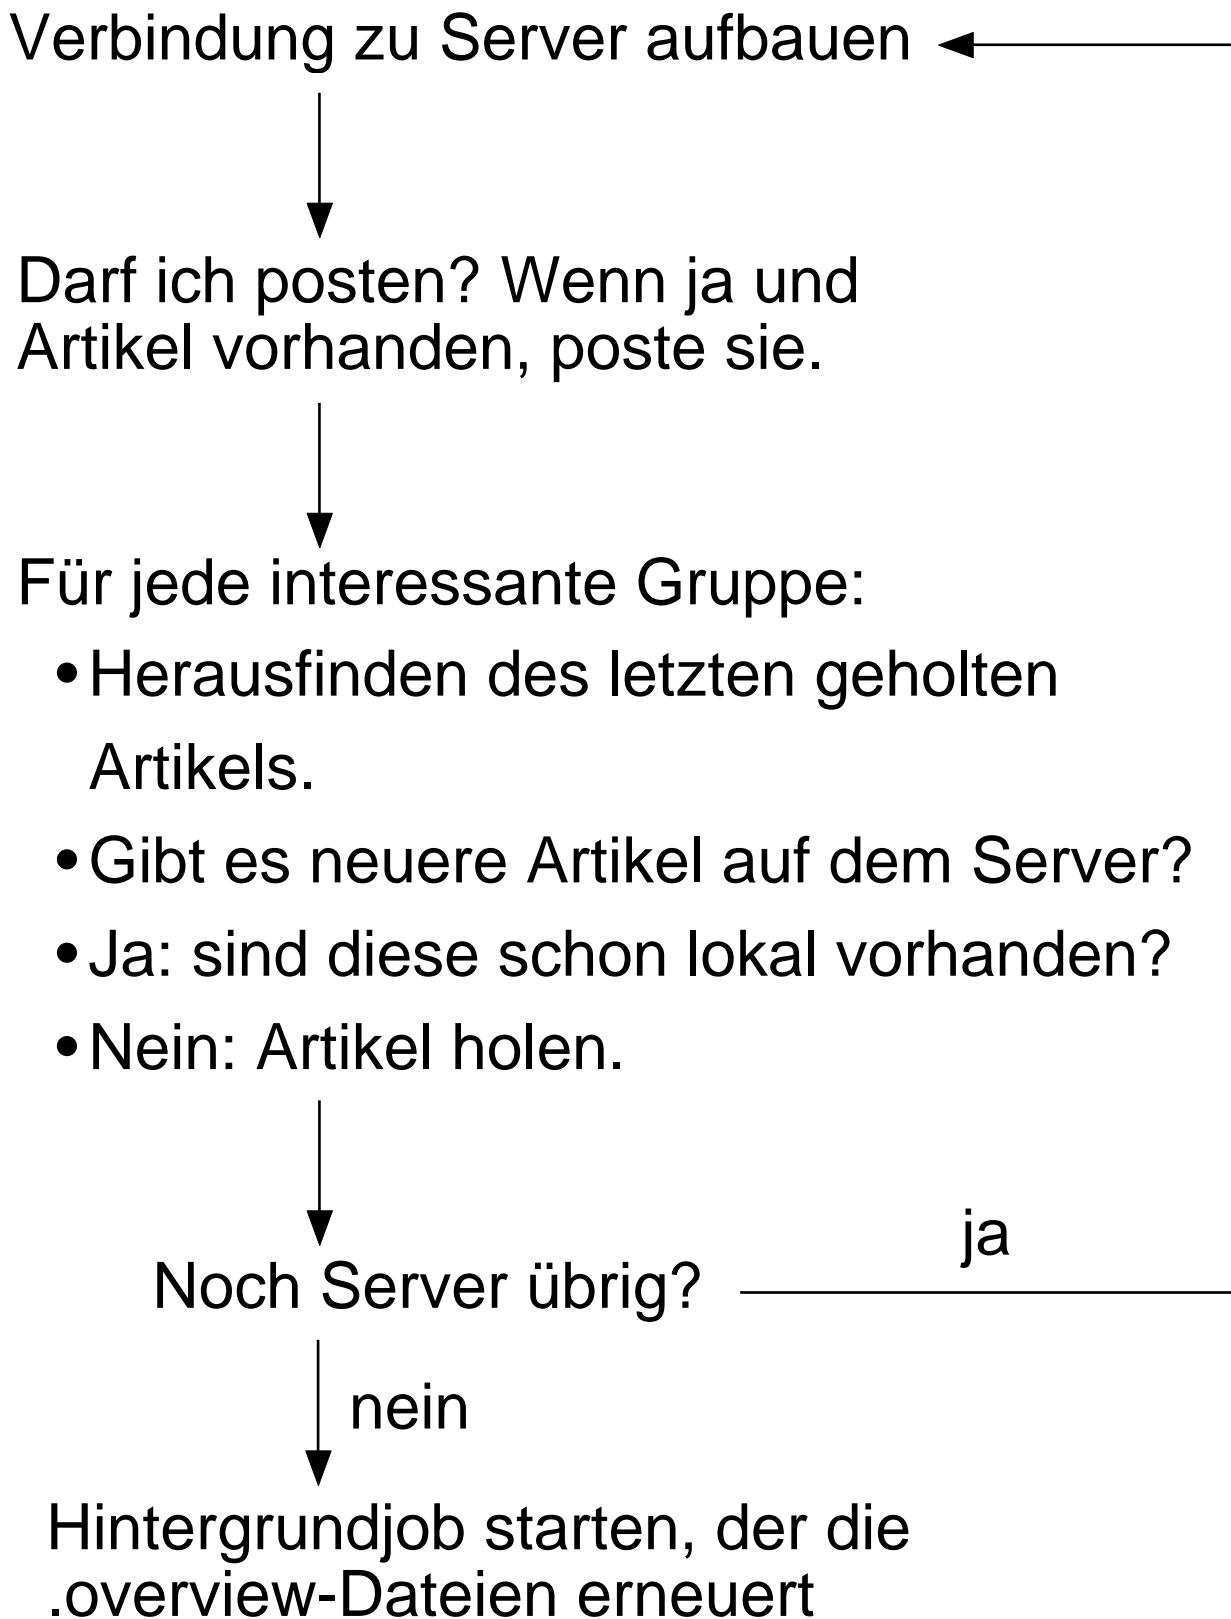 Verbindung zu Server aufbauen
Darf ich posten? Wenn ja und
Artikel vorhanden, poste sie.
Für jede interessante Gruppe:
• Herausfinden des letzten geholten
Artikels.
• Gibt es neuere Artikel auf dem Server?
• Ja: sind diese schon lokal vorhanden?
• Nein: Artikel holen.
ja
Noch Server übrig?
nein
Hintergrundjob starten, der die
.overview-Dateien erneuert